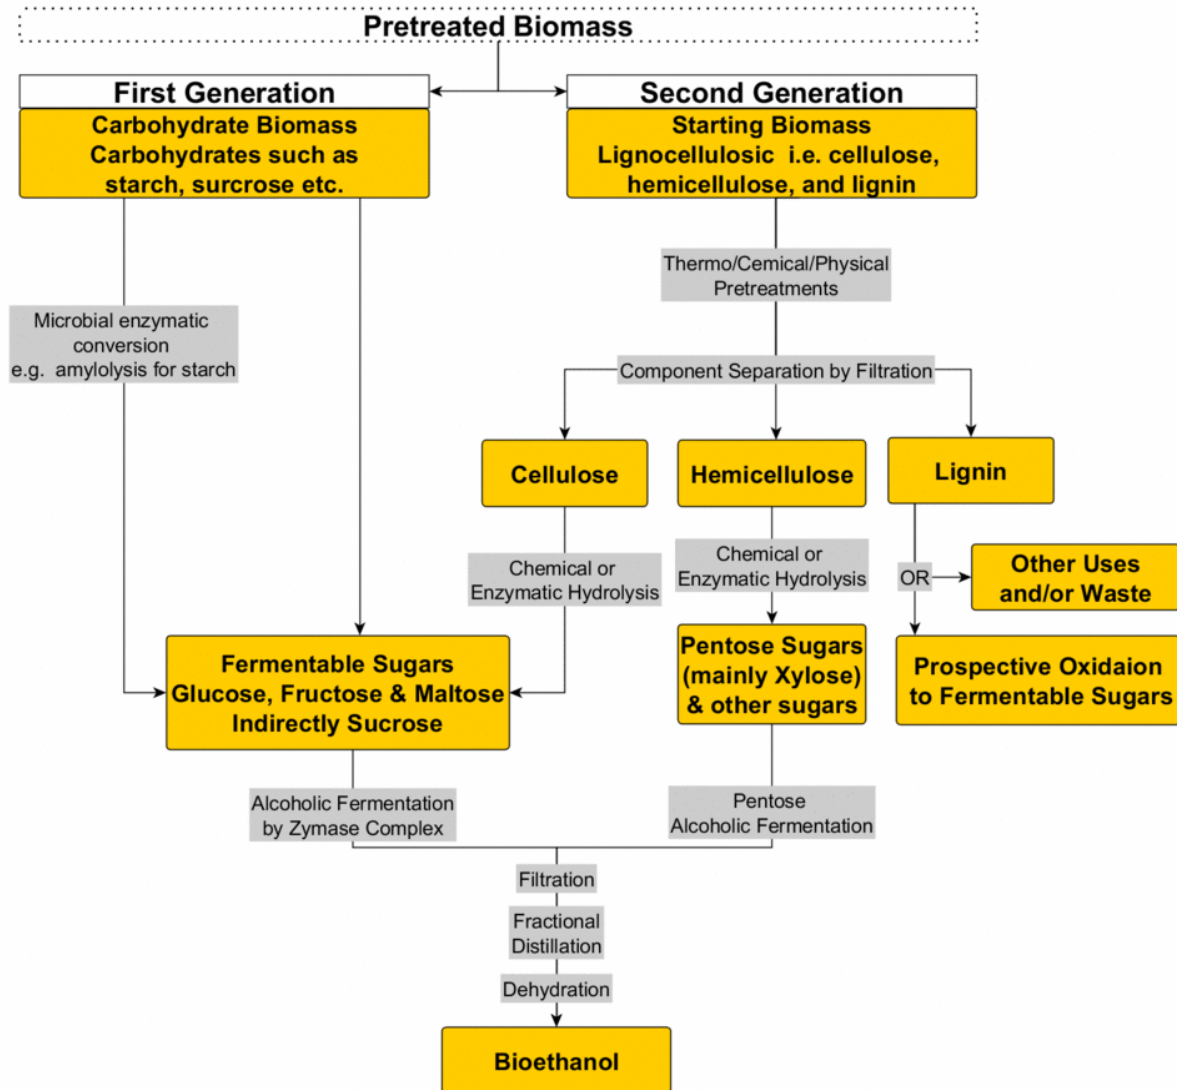 Pretreated Biomass
First Generation
Second Generation
Carbohydrate Biomass
Carbohydrates such as
starch, surcrose etc.
Starting Biomass
Lignocellulosic i.e. cellulose,
hemicellulose, and lignin
Thermo/Cemical/Physical
Pretreatments
Microbial enzymatic
conversion
e.g. amylolysis for starch
Component Separation by Filtration
Cellulose
Hemicellulose
Lignin
Chemical or
Enzymatic Hydrolysis
Chemical or
Enzymatic Hydrolysis
OR
Other Uses
and/or Waste
Fermentable Sugars
Glucose, Fructose & Maltose
Indirectly Sucrose
Pentose Sugars
(mainly Xylose)
& other sugars
Prospective Oxidaion
to Fermentable Sugars
Alcoholic Fermentation
by Zymase Complex
Pentose
Alcoholic Fermentation
Filtration
Fractional
Distillation
Dehydration
Bioethanol